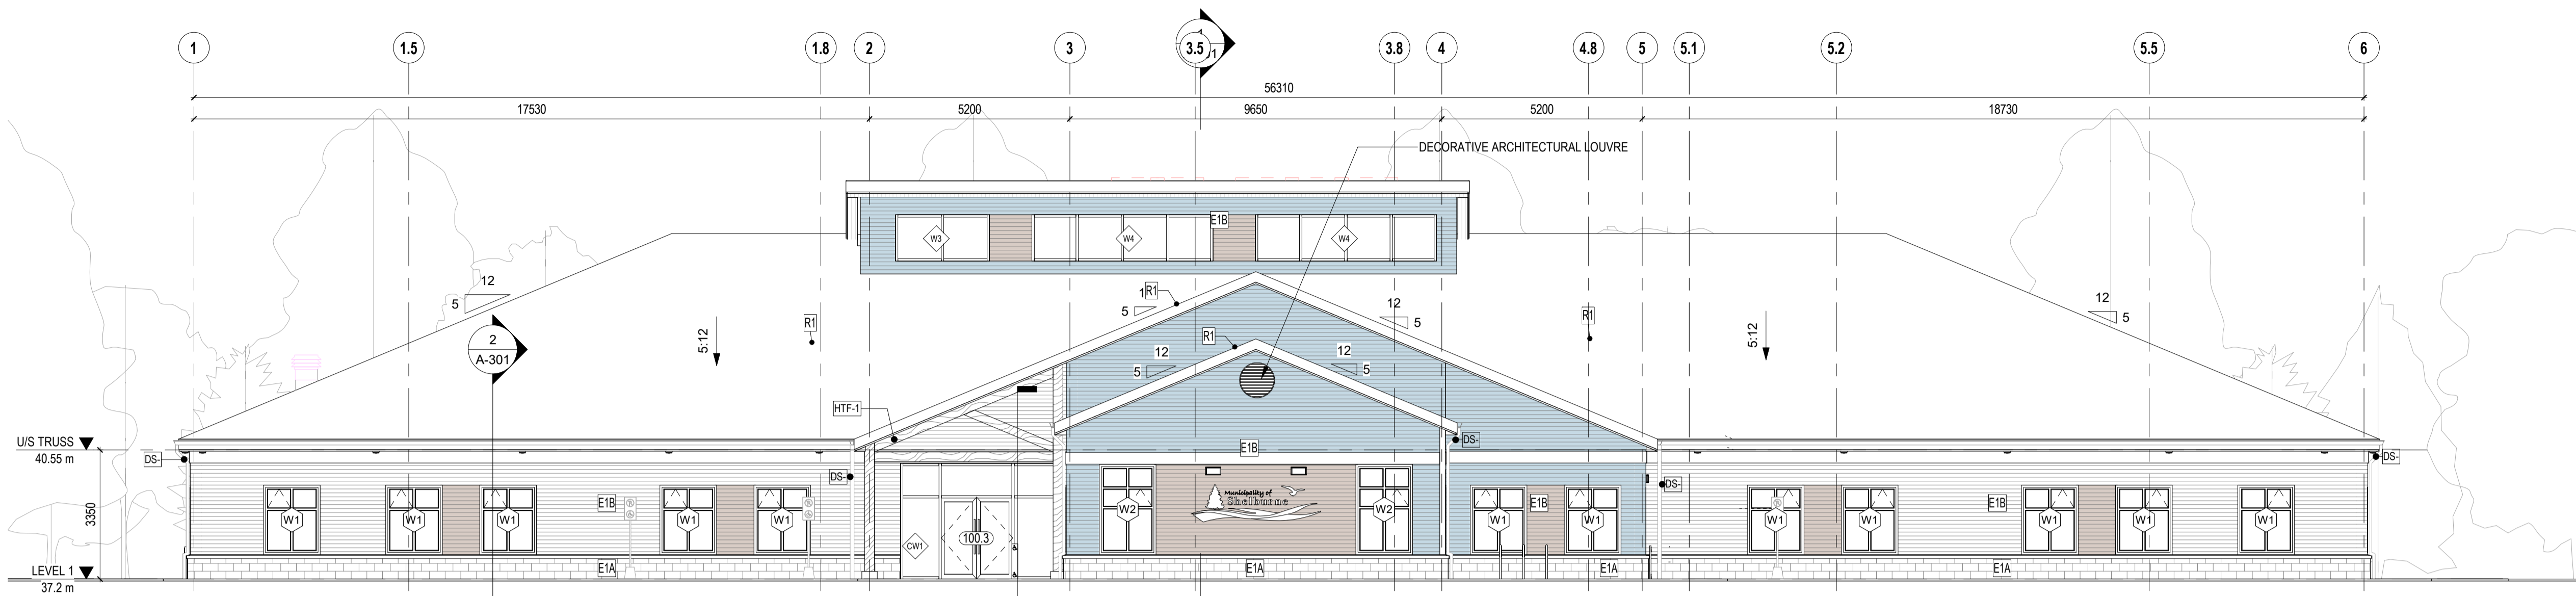 1 1.5 1.8 2 3 3.5 3.8 4 4.8 5 5.1 5.2 5.5 6
56310
17530 5200 9650 5200 18730
DECORATIVE ARCHITECTURAL LOUVRE
E1B
W3 W4 W4
12
5
1 R1
5
12
5
12
5
R1
R1
R1
5:12
5:12
2
A-301
12
5
12
5
HTF-1
U/S TRUSS
40.55 m
DS-
DS-
DS-
DS-
DS-
E1B
3350
W1 W1 W1 E1B W1 W1
CW1
100.3
W2
Municipality of
Shelburne
W2
W1 E1B W1
W1 W1 E1B W1 W1 W1
LEVEL 1
37.2 m
E1A E1A E1A E1A